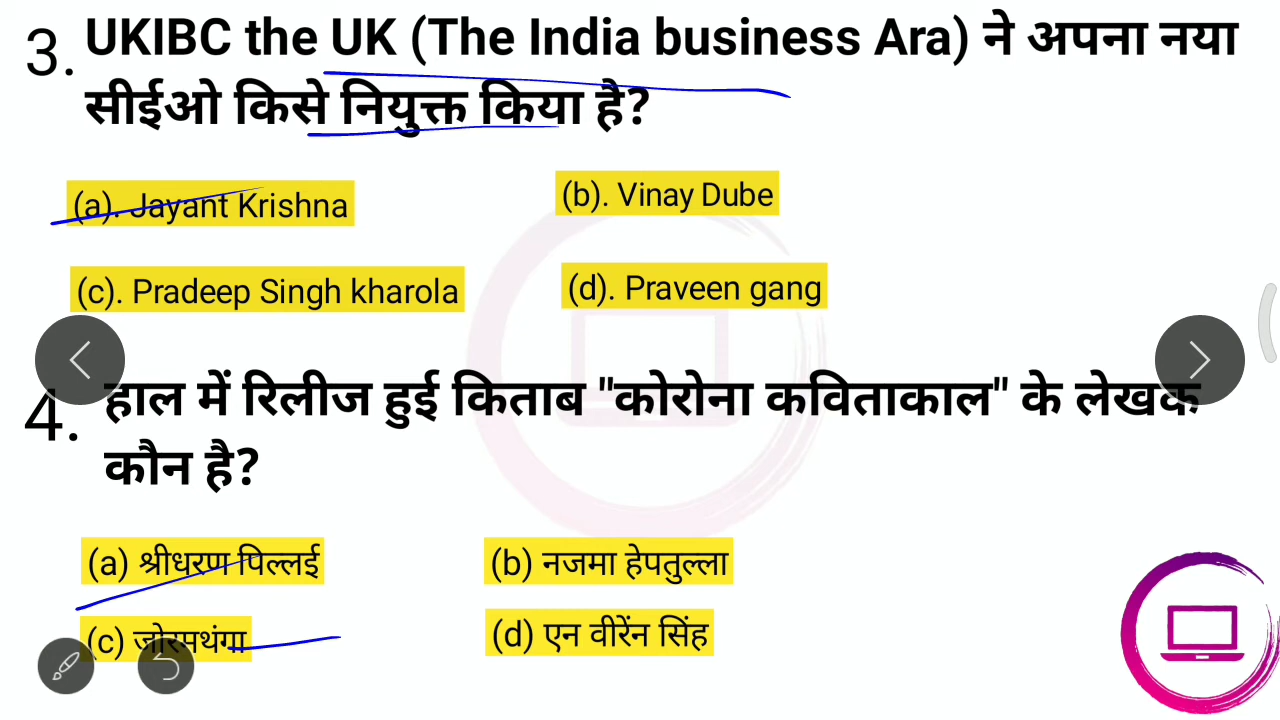 3. UKIBC the UK (The India business Ara) ने अपना नया
सीईओ किसे नियुक्त किया है?
(a). Jayant Krishna
(b). Vinay Dube
(c). Pradeep Singh kharola
(d). Praveen gang
4. हाल में रिलीज हुई किताब "कोरोना कविताकाल" के लेखक
कौन है?
(a) श्रीधरण पिल्लई
(b) नजमा हेपतुल्ला
(c) जोरमथंगा
(d) एन वीरेंन सिंह